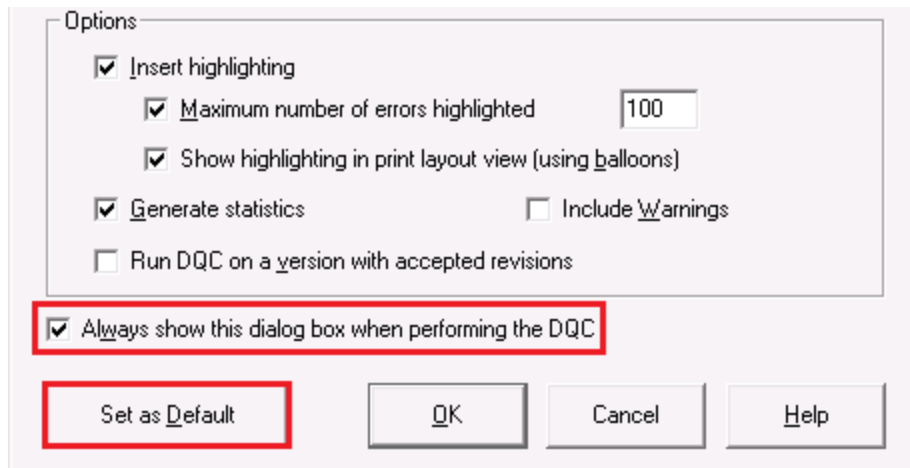 Options
Insert highlighting
Maximum number of errors highlighted 100
Show highlighting in print layout view (using balloons)
Generate statistics Include Warnings
Run DQC on a version with accepted revisions
Always show this dialog box when performing the DQC
Set as Default OK Cancel Help